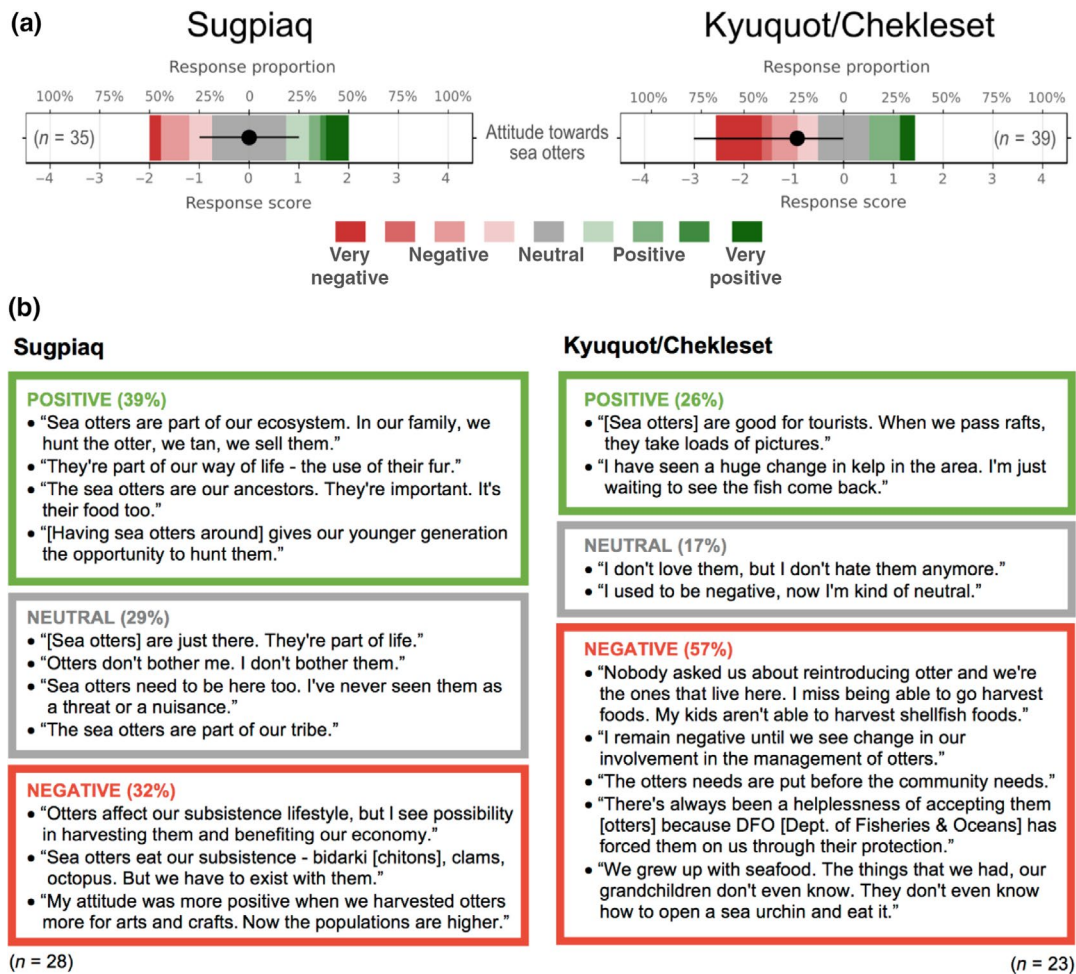 (a)
Sugpiaq
Kyuquot/Chekleset
Response proportion
Response proportion
100% 75% 50% 25% 0 25% 50% 75% 100%
100% 75% 50% 25% 0 25% 50% 75% 100%
(n = 35)
Attitude towards
sea otters
(n = 39)
−4 −3 −2 −1 0 1 2 3 4
−4 −3 −2 −1 0 1 2 3 4
Response score
Response score
Very
negative
Negative
Neutral
Positive
Very
positive
(b)
Sugpiaq
POSITIVE (39%)
• “Sea otters are part of our ecosystem. In our family, we
hunt the otter, we tan, we sell them.”
• “They're part of our way of life - the use of their fur.”
• “The sea otters are our ancestors. They're important. It's
their food too.”
• “[Having sea otters around] gives our younger generation
the opportunity to hunt them.”
NEUTRAL (29%)
• “[Sea otters] are just there. They're part of life.”
• “Otters don't bother me. I don't bother them.”
• “Sea otters need to be here too. I've never seen them as
a threat or a nuisance.”
• “The sea otters are part of our tribe.”
NEGATIVE (32%)
• “Otters affect our subsistence lifestyle, but I see possibility
in harvesting them and benefiting our economy.”
• “Sea otters eat our subsistence - bidarki [chitons], clams,
octopus. But we have to exist with them.”
• “My attitude was more positive when we harvested otters
more for arts and crafts. Now the populations are higher.”
(n = 28)
Kyuquot/Chekleset
POSITIVE (26%)
• “[Sea otters] are good for tourists. When we pass rafts,
they take loads of pictures.”
• “I have seen a huge change in kelp in the area. I'm just
waiting to see the fish come back.”
NEUTRAL (17%)
• “I don't love them, but I don't hate them anymore.”
• “I used to be negative, now I'm kind of neutral.”
NEGATIVE (57%)
• “Nobody asked us about reintroducing otter and we're
the ones that live here. I miss being able to go harvest
foods. My kids aren't able to harvest shellfish foods.”
• “I remain negative until we see change in our
involvement in the management of otters.”
• “The otters needs are put before the community needs.”
• “There's always been a helplessness of accepting them
[otters] because DFO [Dept. of Fisheries & Oceans] has
forced them on us through their protection.”
• “We grew up with seafood. The things that we had, our
grandchildren don't even know. They don't even know
how to open a sea urchin and eat it.”
(n = 23)